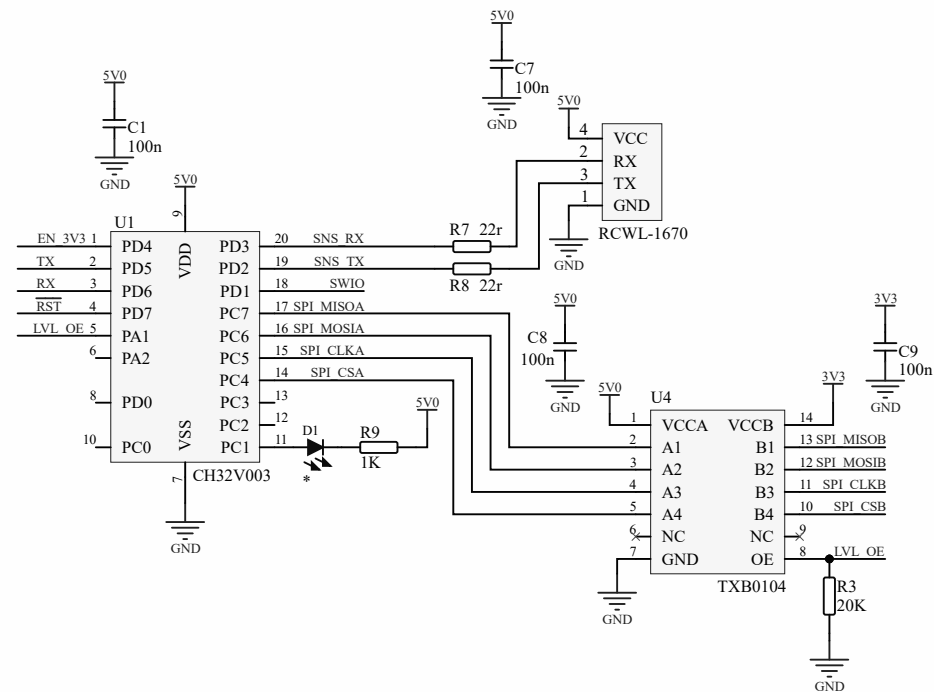 5V0
C7
100n
GND
5V0
C1
100n
GND
5V0
4 VCC
2 RX
3 TX
1 GND
RCWL-1670
GND
5V0
9
U1
VDD
EN_3V3 1 PD4
TX 2 PD5
RX 3 PD6
RST 4 PD7
LVL_OE 5 PA1
6 PA2
8 PD0
10 PC0
PD3 20 SNS_RX
PD2 19 SNS_TX
PD1 18 SWIO
PC7 17 SPI_MISOA
PC6 16 SPI_MOSIA
PC5 15 SPI_CLKA
PC4 14 SPI_CSA
PC3 13
PC2 12
PC1 11
VSS
7
CH32V003
GND
R7 22r
R8 22r
D1
*
R9
1K
5V0
5V0
C8
100n
GND
3V3
C9
100n
GND
5V0
U4
3V3
1 VCCA
2 A1
3 A2
4 A3
5 A4
6 NC
7 GND
VCCB 14
B1 13 SPI_MISOB
B2 12 SPI_MOSIB
B3 11 SPI_CLKB
B4 10 SPI_CSB
NC 9
OE 8 LVL_OE
TXB0104
GND
R3
20K
GND